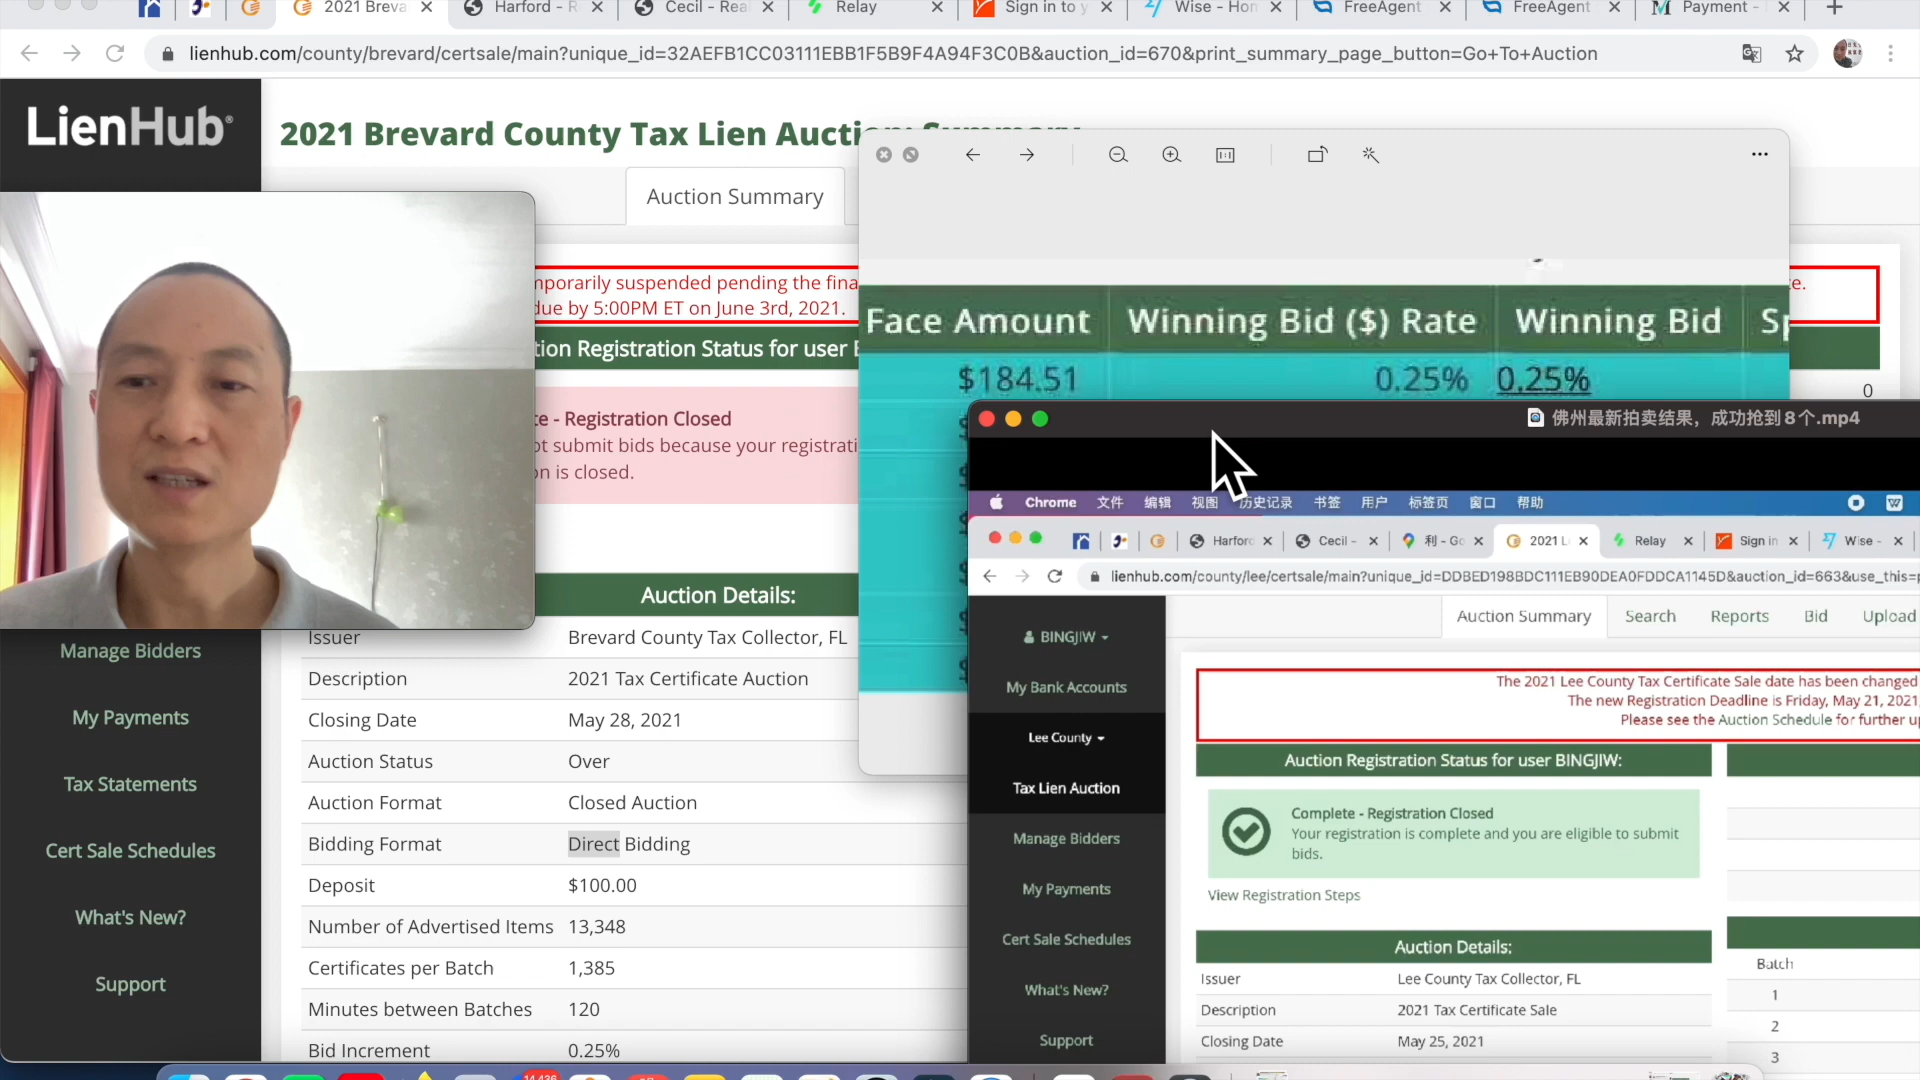 2021 Breva
Harford - R
Cecil - Rea
Relay
Sign in to y
Wise - Hom
FreeAgent
FreeAgent
Payment -
lienhub.com/county/brevard/certsale/main?unique_id=32AEFB1CC03111EBB1F5B9F4A94F3C0B&auction_id=670&print_summary_page_button=Go+To+Auction
LienHub®
2021 Brevard County Tax Lien Auction: Summary
Auction Summary
mporarily suspended pending the fina
e.
due by 5:00PM ET on June 3rd, 2021.
tion Registration Status for user B
0
te - Registration Closed
ot submit bids because your registrati
on is closed.
Auction Details:
Issuer Brevard County Tax Collector, FL
Description 2021 Tax Certificate Auction
Closing Date May 28, 2021
Auction Status Over
Auction Format Closed Auction
Bidding Format Direct Bidding
Deposit $100.00
Number of Advertised Items 13,348
Certificates per Batch 1,385
Minutes between Batches 120
Bid Increment 0.25%
Manage Bidders
My Payments
Tax Statements
Cert Sale Schedules
What's New?
Support
Face Amount Winning Bid ($) Rate Winning Bid Sp
$184.51 0.25% 0.25%
佛州最新拍卖结果，成功抢到8个.mp4
Chrome 文件 编辑 视图 历史记录 书签 用户 标签页 窗口 帮助
Harford
Cecil -
利 - Go
2021 L
Relay
Sign in
Wise -
lienhub.com/county/lee/certsale/main?unique_id=DDBED198BDC111EB90DEA0FDDCA1145D&auction_id=663&use_this=p
Auction Summary Search Reports Bid Upload
BINGJIW
My Bank Accounts
Lee County
Tax Lien Auction
Manage Bidders
My Payments
Cert Sale Schedules
What's New?
Support
The 2021 Lee County Tax Certificate Sale date has been changed
The new Registration Deadline is Friday, May 21, 2021,
Please see the Auction Schedule for further up
Auction Registration Status for user BINGJIW:
Complete - Registration Closed
Your registration is complete and you are eligible to submit
bids.
View Registration Steps
Auction Details:
Issuer Lee County Tax Collector, FL
Description 2021 Tax Certificate Sale
Closing Date May 25, 2021
Batch
1
2
3
14,436